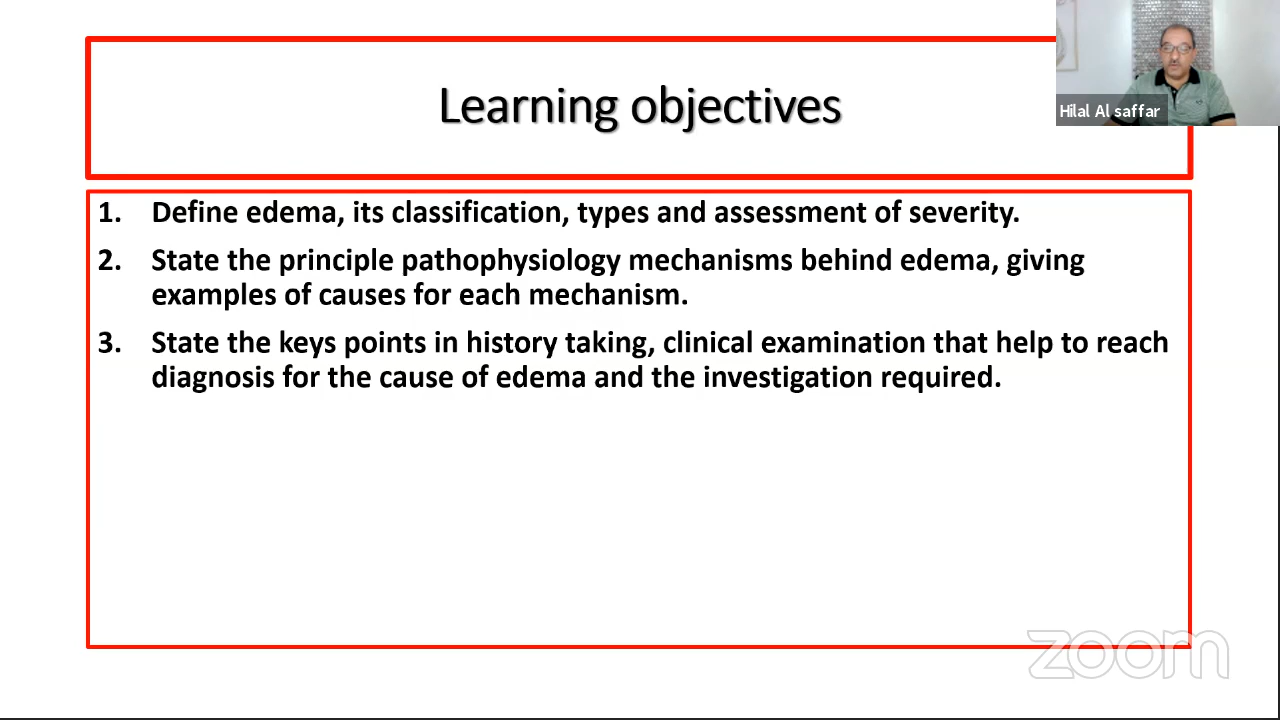 Learning objectives
Hilal Al saffar
1. Define edema, its classification, types and assessment of severity.
2. State the principle pathophysiology mechanisms behind edema, giving
examples of causes for each mechanism.
3. State the keys points in history taking, clinical examination that help to reach
diagnosis for the cause of edema and the investigation required.
zoom